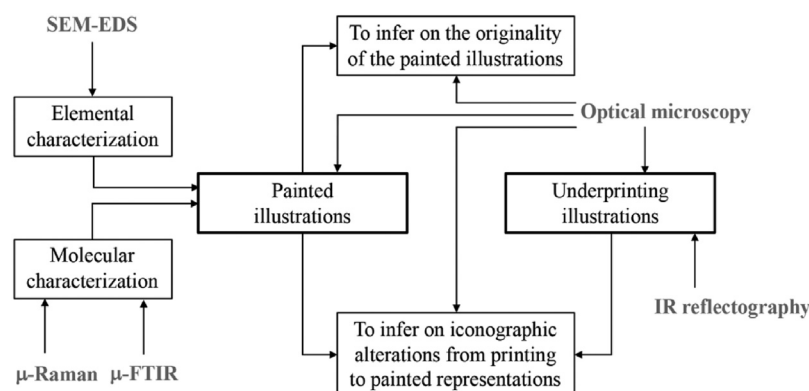 SEM-EDS
To infer on the originality
of the painted illustrations
Elemental
characterization
Optical microscopy
Painted
illustrations
Underprinting
illustrations
Molecular
characterization
IR reflectography
To infer on iconographic
alterations from printing
to painted representations
µ-Raman
µ-FTIR